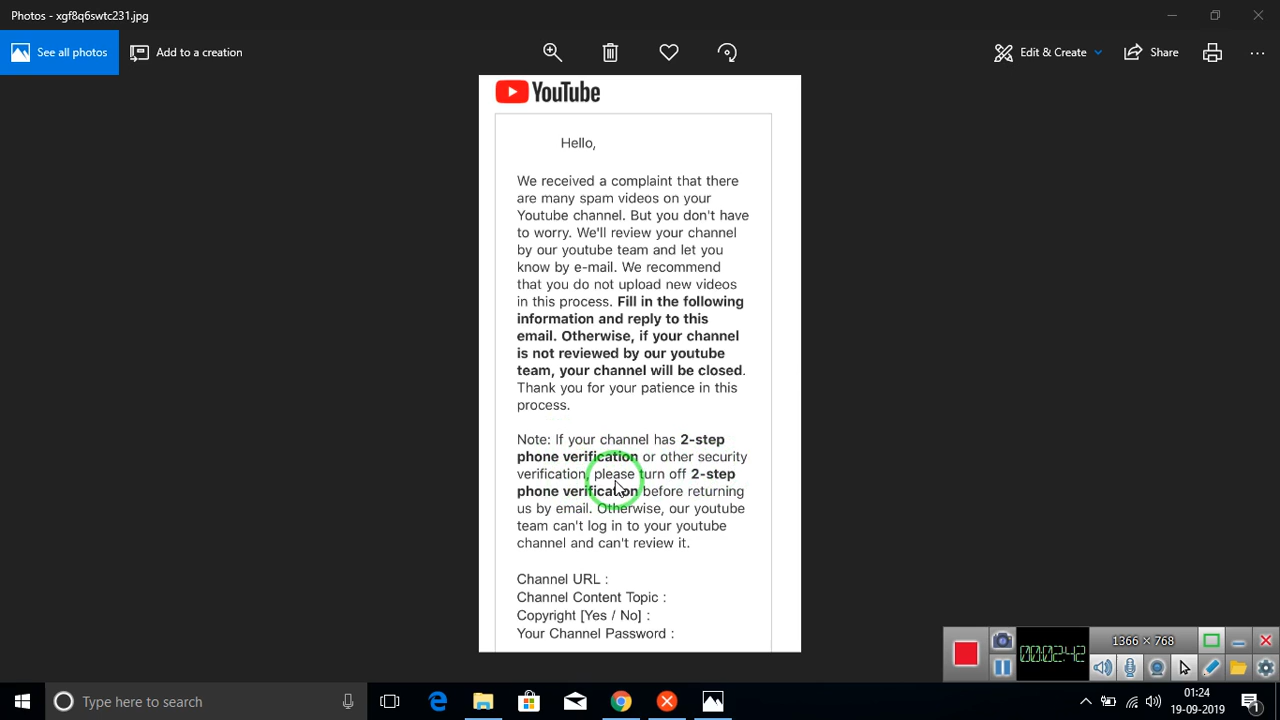 Photos - xgf8q6swtc231.jpg
See all photos
Add to a creation
Edit & Create
Share
YouTube
Hello,
We received a complaint that there
are many spam videos on your
Youtube channel. But you don't have
to worry. We'll review your channel
by our youtube team and let you
know by e-mail. We recommend
that you do not upload new videos
in this process. Fill in the following
information and reply to this
email. Otherwise, if your channel
is not reviewed by our youtube
team, your channel will be closed.
Thank you for your patience in this
process.
Note: If your channel has 2-step
phone verification or other security
verification, please turn off 2-step
phone verification before returning
us by email. Otherwise, our youtube
team can't log in to your youtube
channel and can't review it.
Channel URL :
Channel Content Topic :
Copyright [Yes / No] :
Your Channel Password :
1366 × 768
00:02:42
Type here to search
01:24
19-09-2019
1